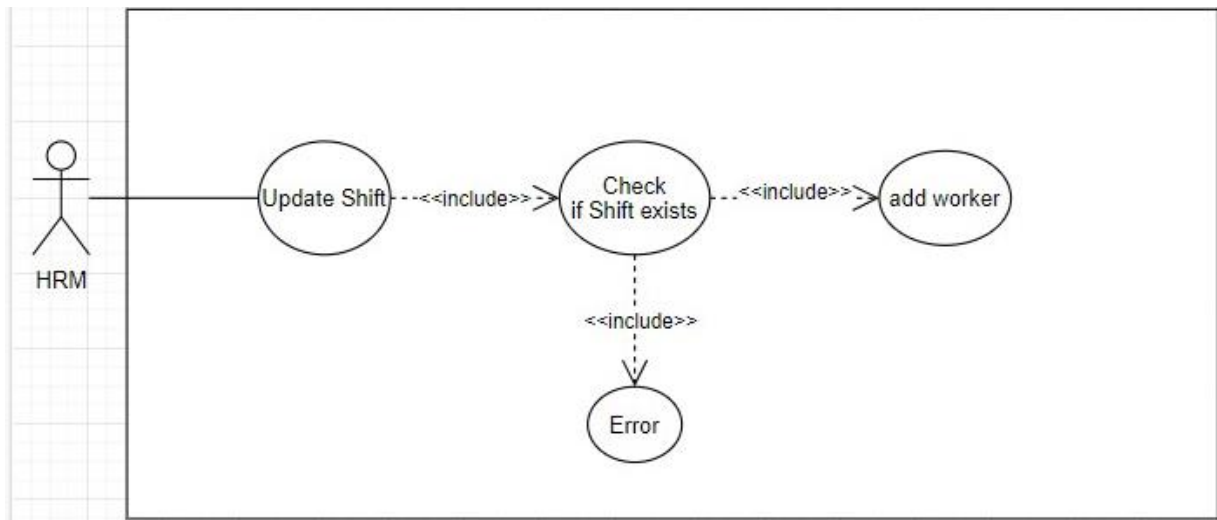 Update Shift
<<include>>
Check
if Shift exists
<<include>>
add worker
HRM
<<include>>
Error